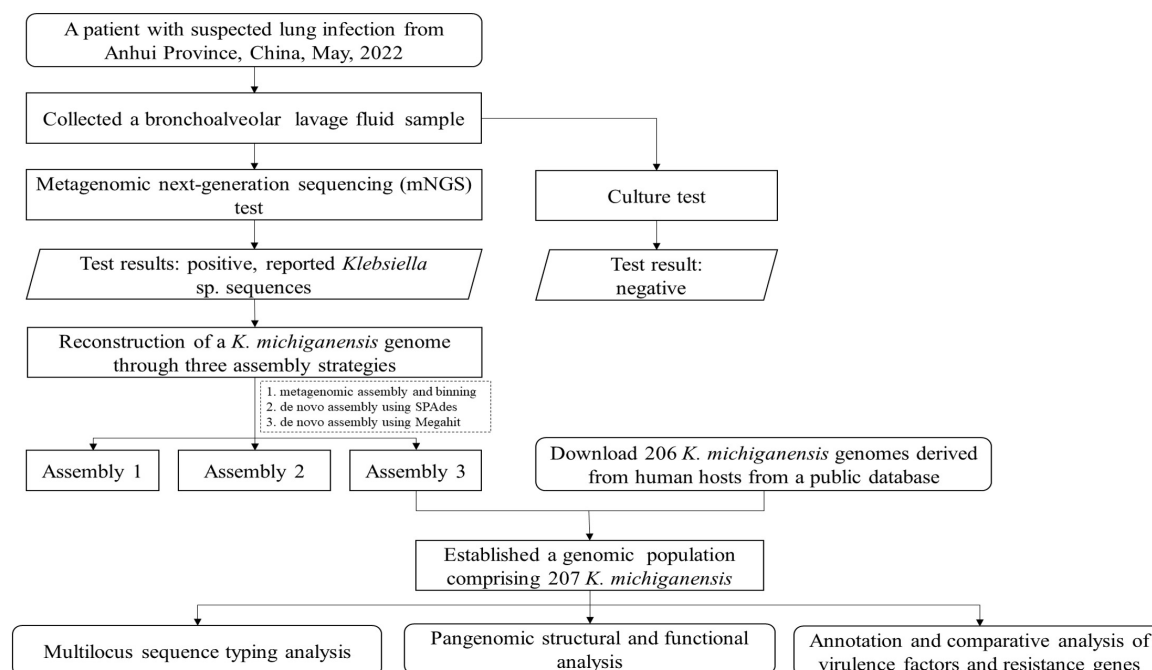 A patient with suspected lung infection from
Anhui Province, China, May, 2022
Collected a bronchoalveolar lavage fluid sample
Metagenomic next-generation sequencing (mNGS)
test
Culture test
Test results: positive, reported Klebsiella
sp. sequences
Test result:
negative
Reconstruction of a K. michiganensis genome
through three assembly strategies
1. metagenomic assembly and binning
2. de novo assembly using SPAdes
3. de novo assembly using Megahit
Assembly 1
Assembly 2
Assembly 3
Download 206 K. michiganensis genomes derived
from human hosts from a public database
Established a genomic population
comprising 207 K. michiganensis
Multilocus sequence typing analysis
Pangenomic structural and functional
analysis
Annotation and comparative analysis of
virulence factors and resistance genes